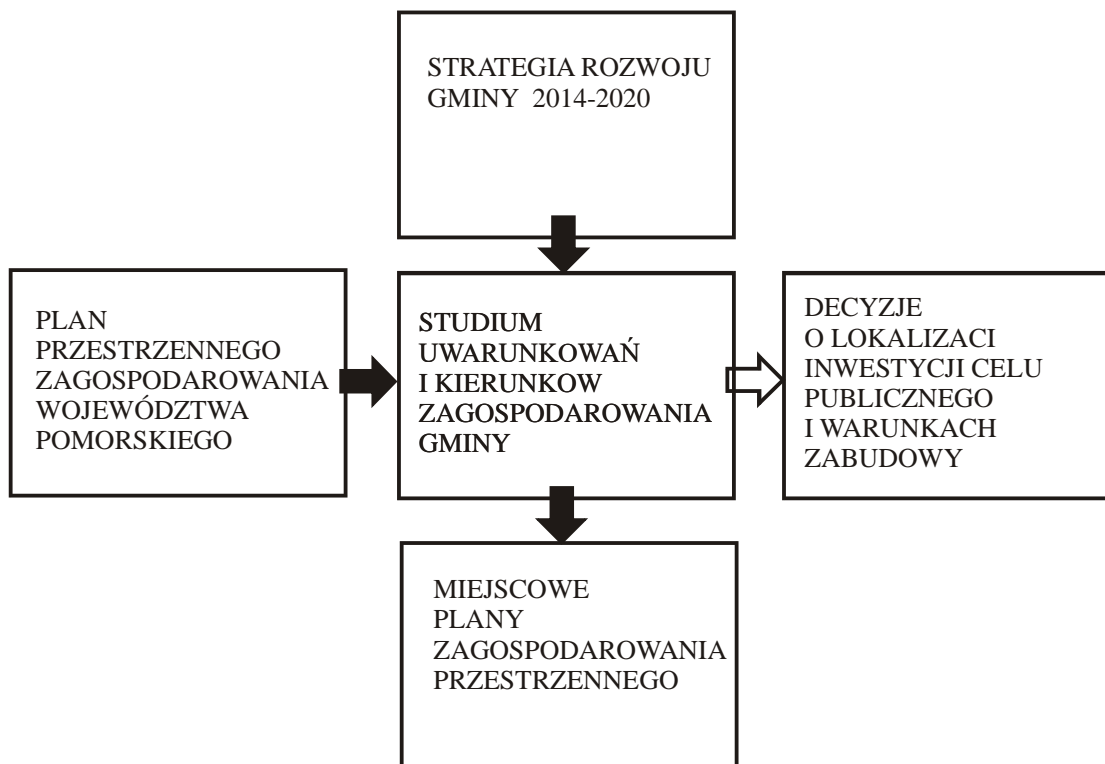 STRATEGIA ROZWOJU
GMINY 2014-2020
PLAN
PRZESTRZENNEGO
ZAGOSPODAROWANIA
WOJEWÓDZTWA
POMORSKIEGO
STUDIUM
UWARUNKOWAŃ
I KIERUNKOW
ZAGOSPODAROWANIA
GMINY
DECYZJE
O LOKALIZACI
INWESTYCJI CELU
PUBLICZNEGO
I WARUNKACH
ZABUDOWY
MIEJSCOWE
PLANY
ZAGOSPODAROWANIA
PRZESTRZENNEGO